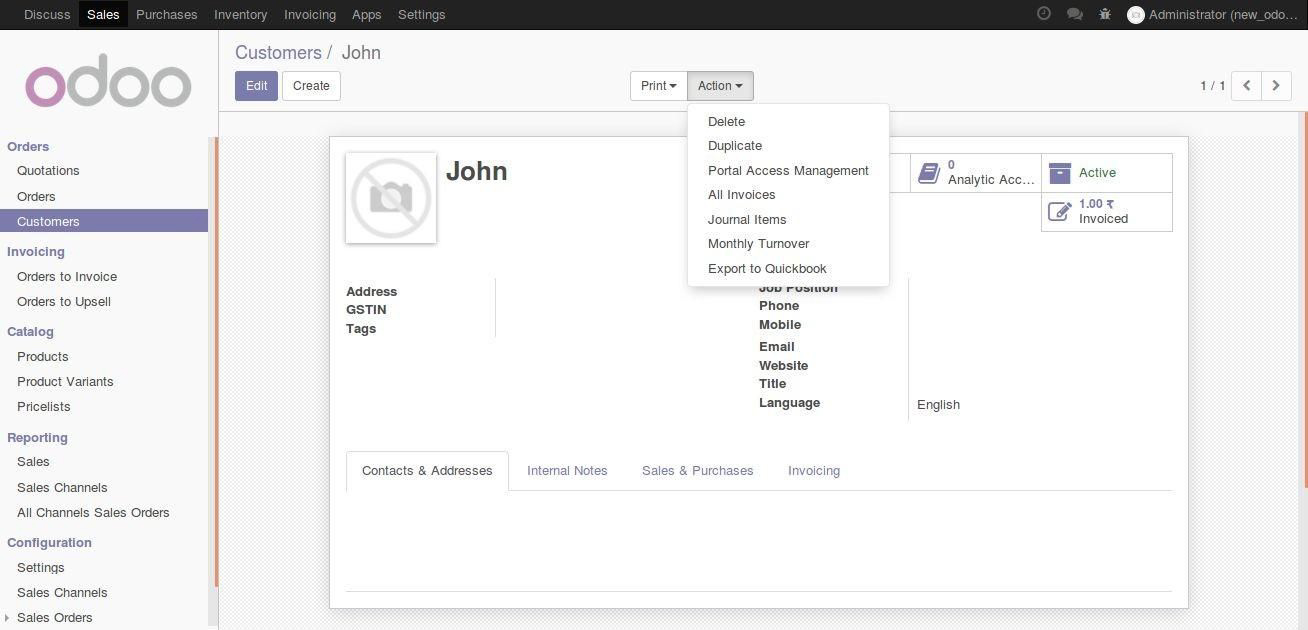 Discuss Sales Purchases Inventory Invoicing Apps Settings Administrator (new_odo...
odoo
Customers / John
Edit Create Print Action 1 / 1
Orders
Quotations
Orders
Customers
Invoicing
Orders to Invoice
Orders to Upsell
Catalog
Products
Product Variants
Pricelists
Reporting
Sales
Sales Channels
All Channels Sales Orders
Configuration
Settings
Sales Channels
Sales Orders
Delete
Duplicate
Portal Access Management
All Invoices
Journal Items
Monthly Turnover
Export to Quickbook
John
0
Analytic Acc...
Active
1.00 ₹
Invoiced
Address
GSTIN
Tags
Job Position
Phone
Mobile
Email
Website
Title
Language English
Contacts & Addresses Internal Notes Sales & Purchases Invoicing